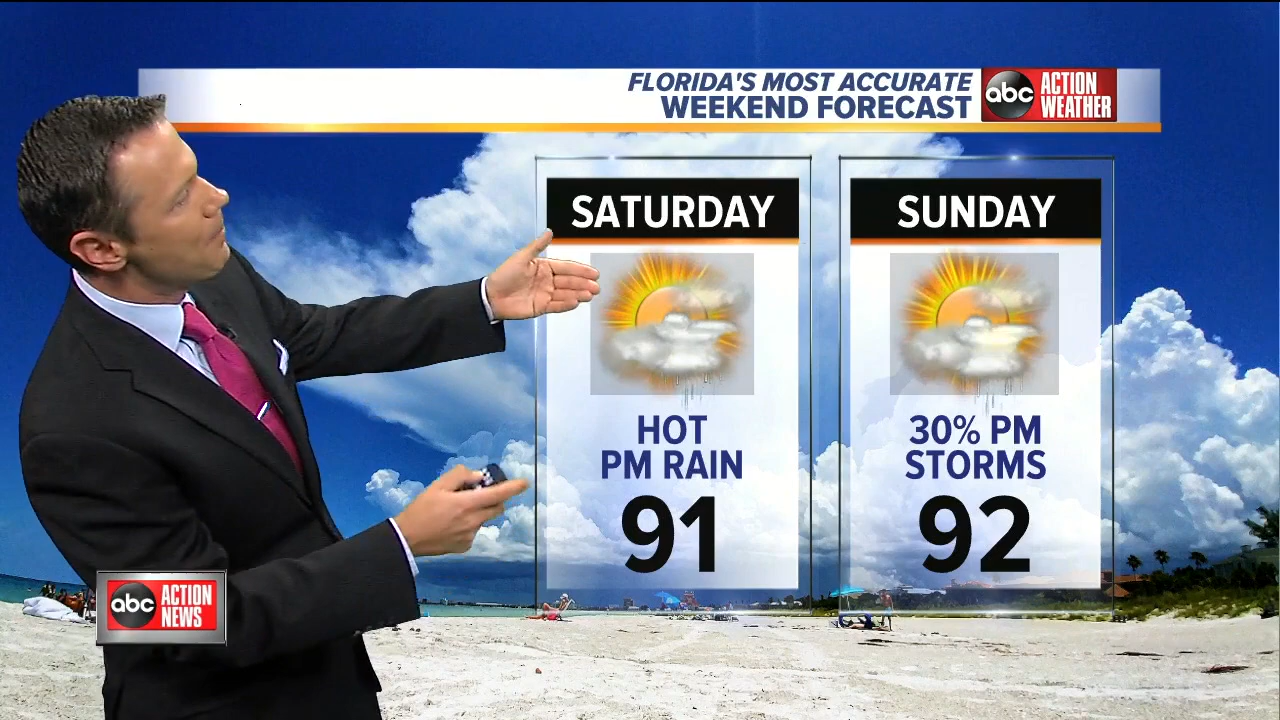 FLORIDA'S MOST ACCURATE
WEEKEND FORECAST
abc
ACTION
WEATHER
SATURDAY
HOT
PM RAIN
91
SUNDAY
30% PM
STORMS
92
abc
ACTION
NEWS